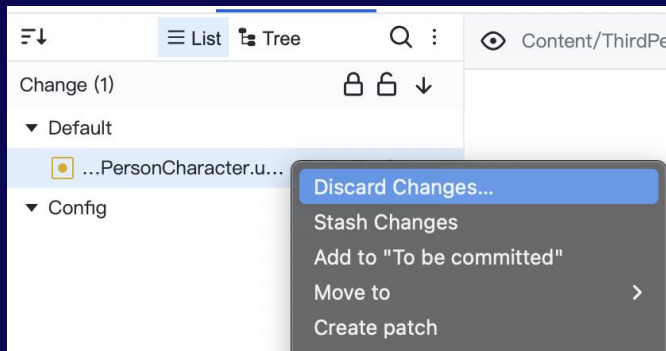 List Tree
Content/ThirdPe
Change (1)
Default
...PersonCharacter.u...
Config
Discard Changes...
Stash Changes
Add to "To be committed"
Move to
Create patch